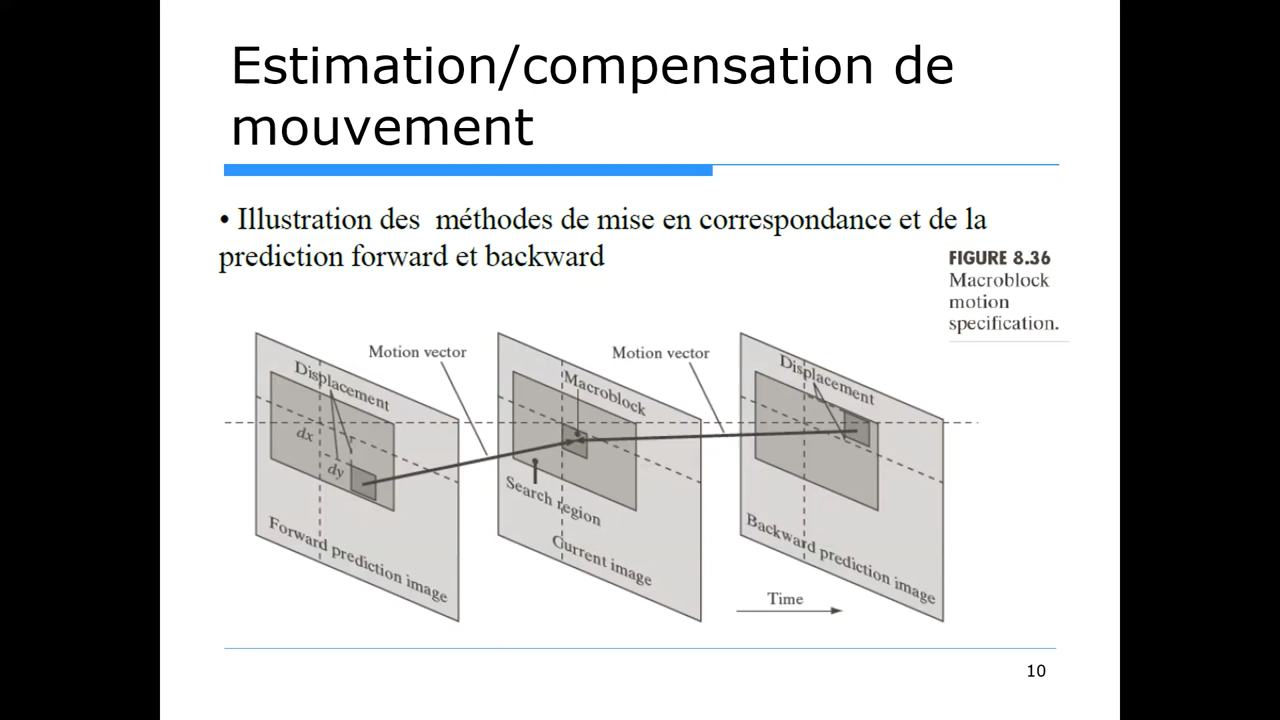 Estimation/compensation de
mouvement
• Illustration des méthodes de mise en correspondance et de la
prediction forward et backward
FIGURE 8.36
Macroblock
motion
specification.
Motion vector
Motion vector
Displacement
Macroblock
Displacement
dx
dy
Search region
Forward prediction image
Current image
Backward prediction image
Time
10